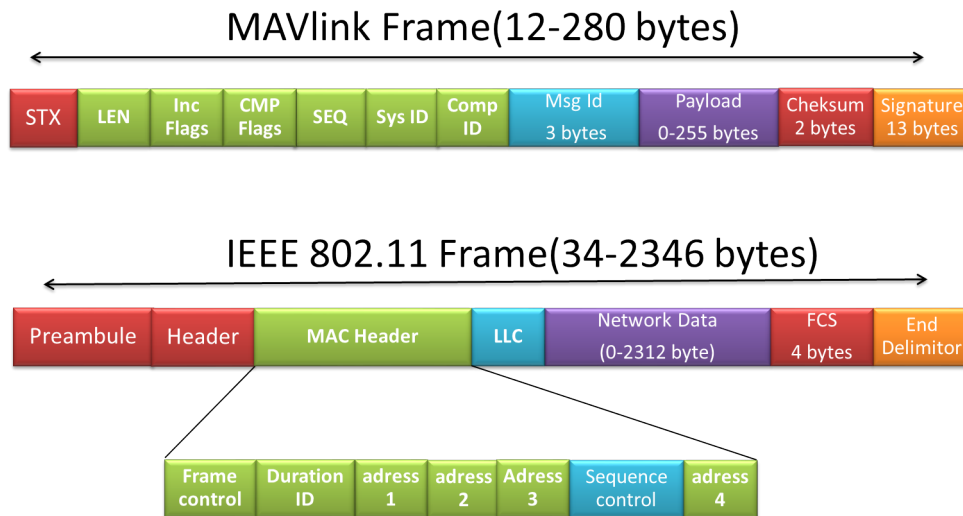 MAVlink Frame(12-280 bytes)
STX
LEN
Inc
Flags
CMP
Flags
SEQ
Sys ID
Comp
ID
Msg Id
3 bytes
Payload
0-255 bytes
Cheksum
2 bytes
Signature
13 bytes
IEEE 802.11 Frame(34-2346 bytes)
Preambule
Header
MAC Header
LLC
Network Data
(0-2312 byte)
FCS
4 bytes
End
Delimitor
Frame
control
Duration
ID
adress
1
adress
2
Adress
3
Sequence
control
adress
4